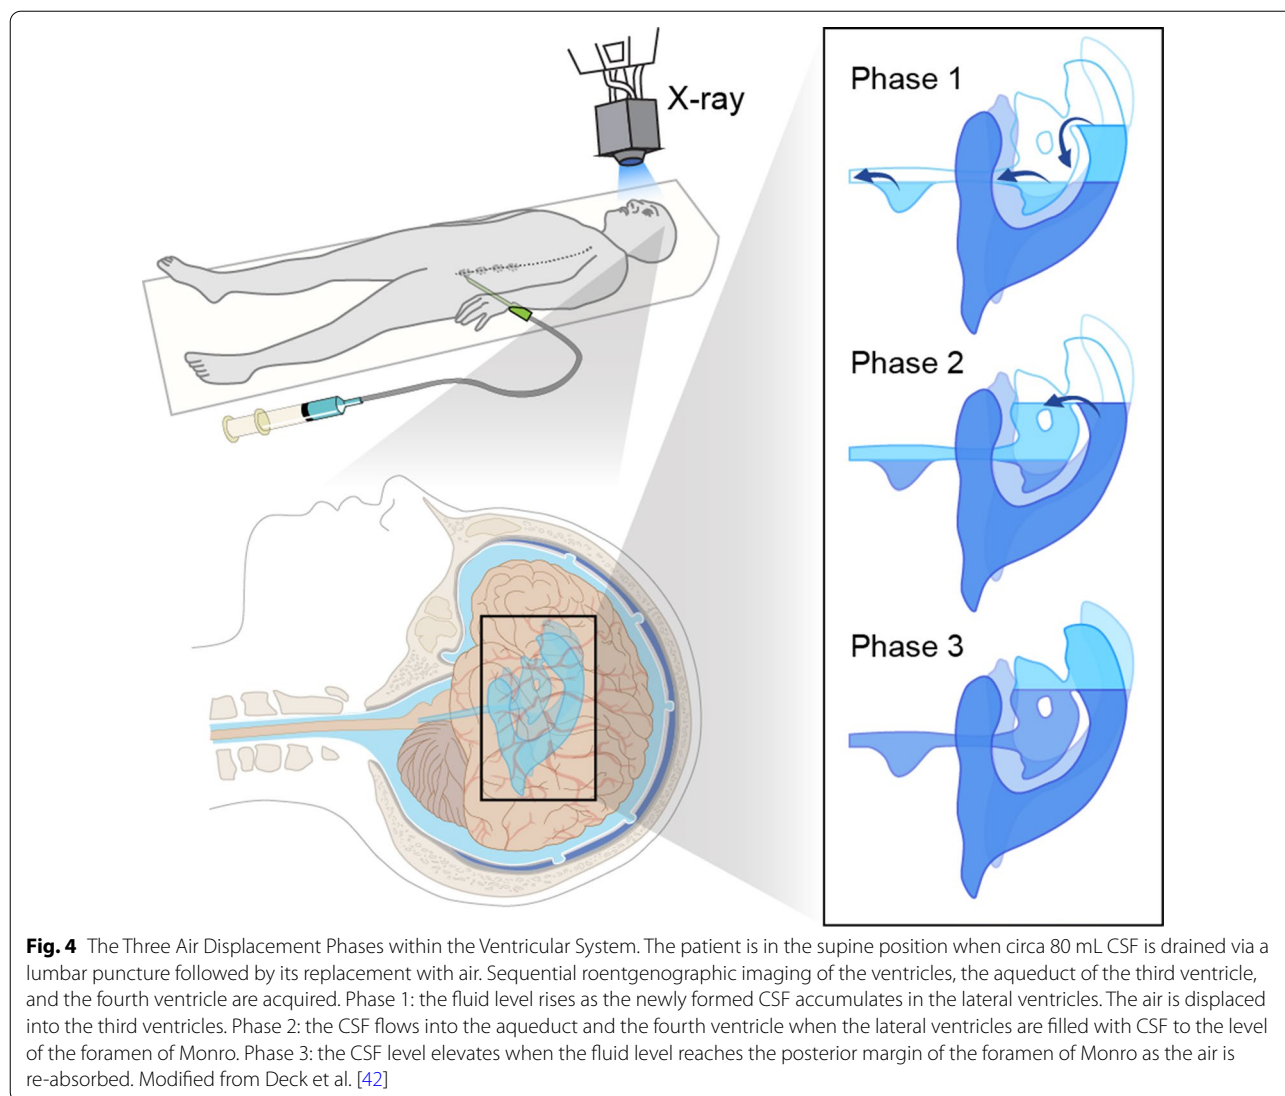 X-ray
Phase 1
Phase 2
Phase 3
Fig. 4 The Three Air Displacement Phases within the Ventricular System. The patient is in the supine position when circa 80 mL CSF is drained via a
lumbar puncture followed by its replacement with air. Sequential roentgenographic imaging of the ventricles, the aqueduct of the third ventricle,
and the fourth ventricle are acquired. Phase 1: the fluid level rises as the newly formed CSF accumulates in the lateral ventricles. The air is displaced
into the third ventricles. Phase 2: the CSF flows into the aqueduct and the fourth ventricle when the lateral ventricles are filled with CSF to the level
of the foramen of Monro. Phase 3: the CSF level elevates when the fluid level reaches the posterior margin of the foramen of Monro as the air is
re-absorbed. Modified from Deck et al. [42]